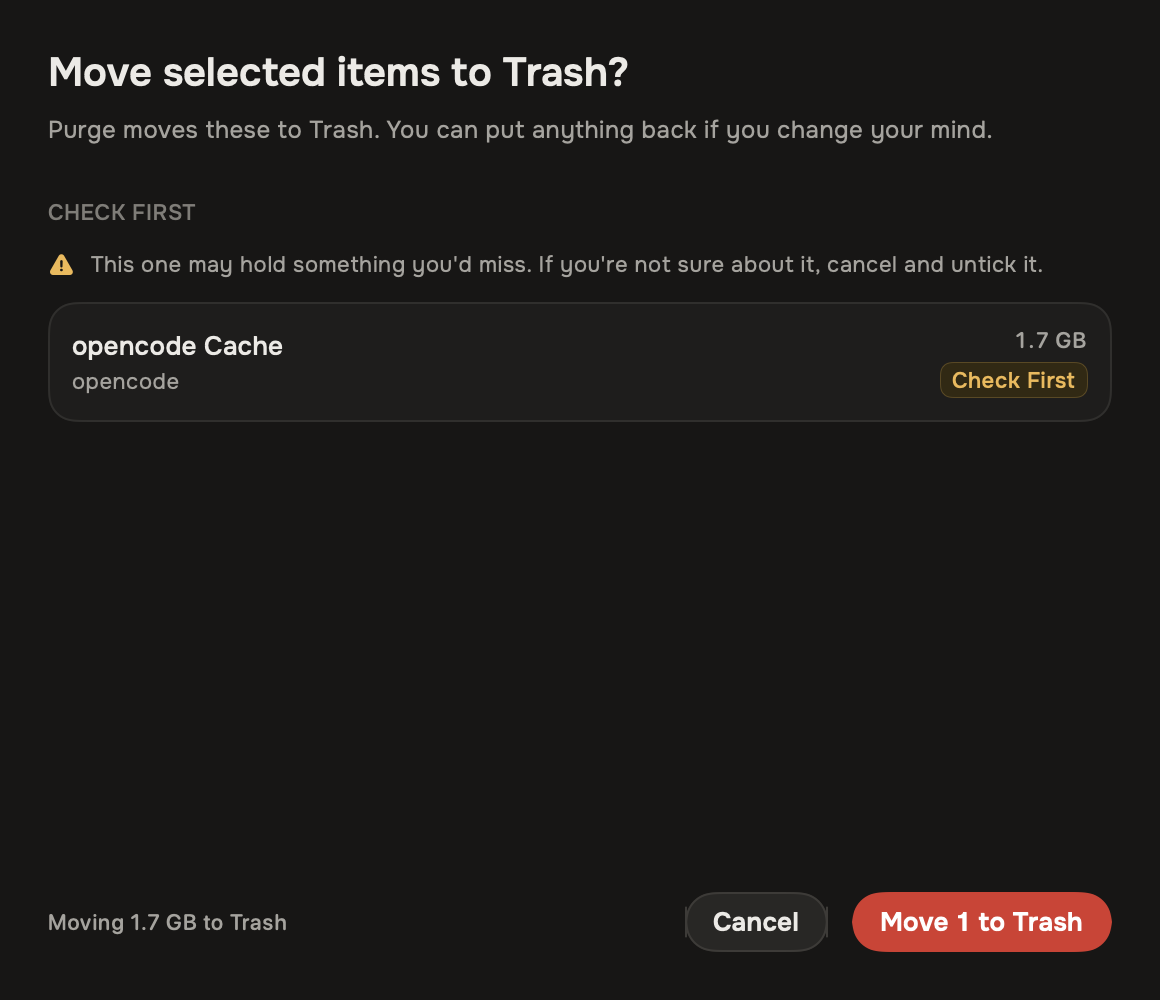 Move selected items to Trash?
Purge moves these to Trash. You can put anything back if you change your mind.
CHECK FIRST
This one may hold something you'd miss. If you're not sure about it, cancel and untick it.
opencode Cache
1.7 GB
opencode
Check First
Moving 1.7 GB to Trash
Cancel
Move 1 to Trash